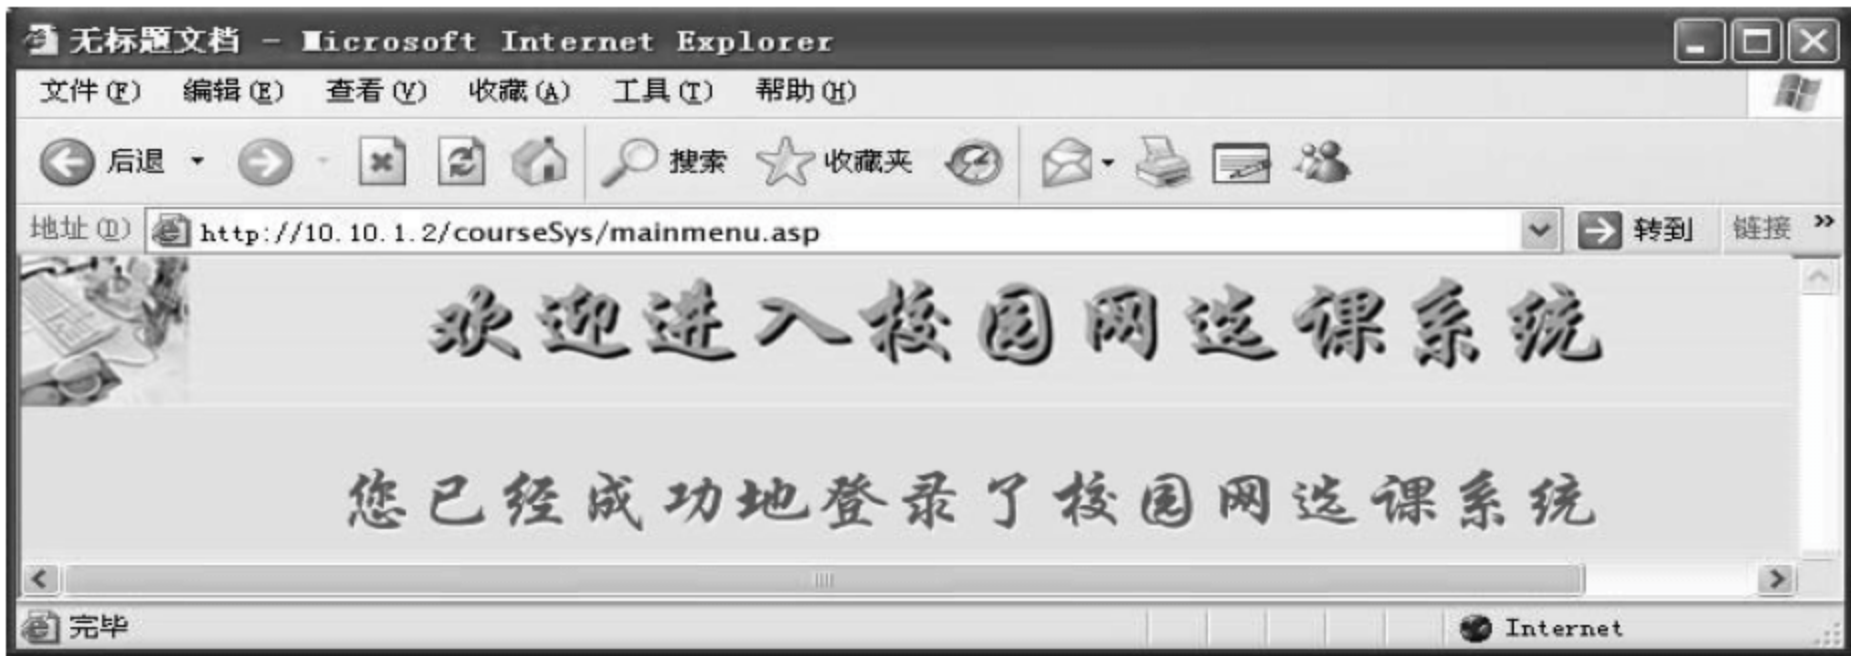 无标题文档 - Microsoft Internet Explorer
文件(F) 编辑(E) 查看(V) 收藏(A) 工具(T) 帮助(H)
后退 搜索 收藏夹
地址(D) http://10.10.1.2/courseSys/mainmenu.asp 转到 链接 »
欢迎进入校园网选课系统
您已经成功地登录了校园网选课系统
完毕 Internet